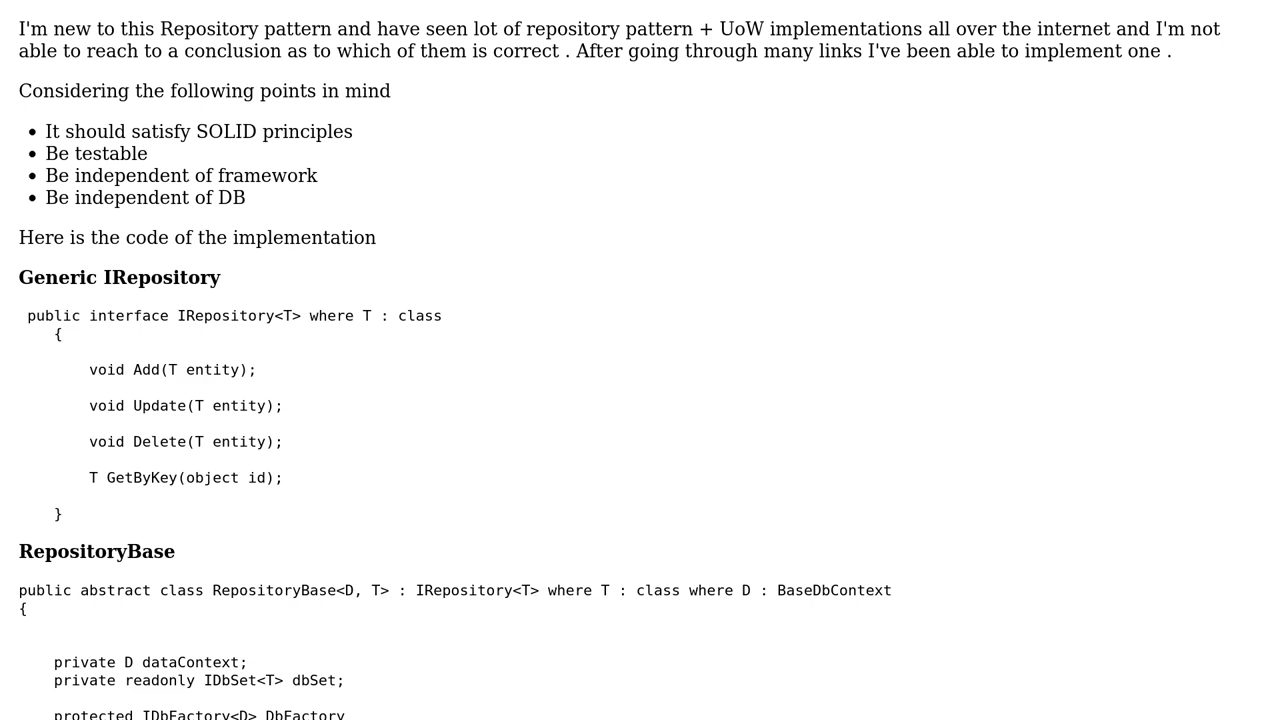 I'm new to this Repository pattern and have seen lot of repository pattern + UoW implementations all over the internet and I'm not
able to reach to a conclusion as to which of them is correct . After going through many links I've been able to implement one .
Considering the following points in mind
• It should satisfy SOLID principles
• Be testable
• Be independent of framework
• Be independent of DB
Here is the code of the implementation
Generic IRepository
public interface IRepository<T> where T : class
{
void Add(T entity);
void Update(T entity);
void Delete(T entity);
T GetByKey(object id);
}
RepositoryBase
public abstract class RepositoryBase<D, T> : IRepository<T> where T : class where D : BaseDbContext
{
private D dataContext;
private readonly IDbSet<T> dbSet;
protected IDbFactory<D> DbFactory